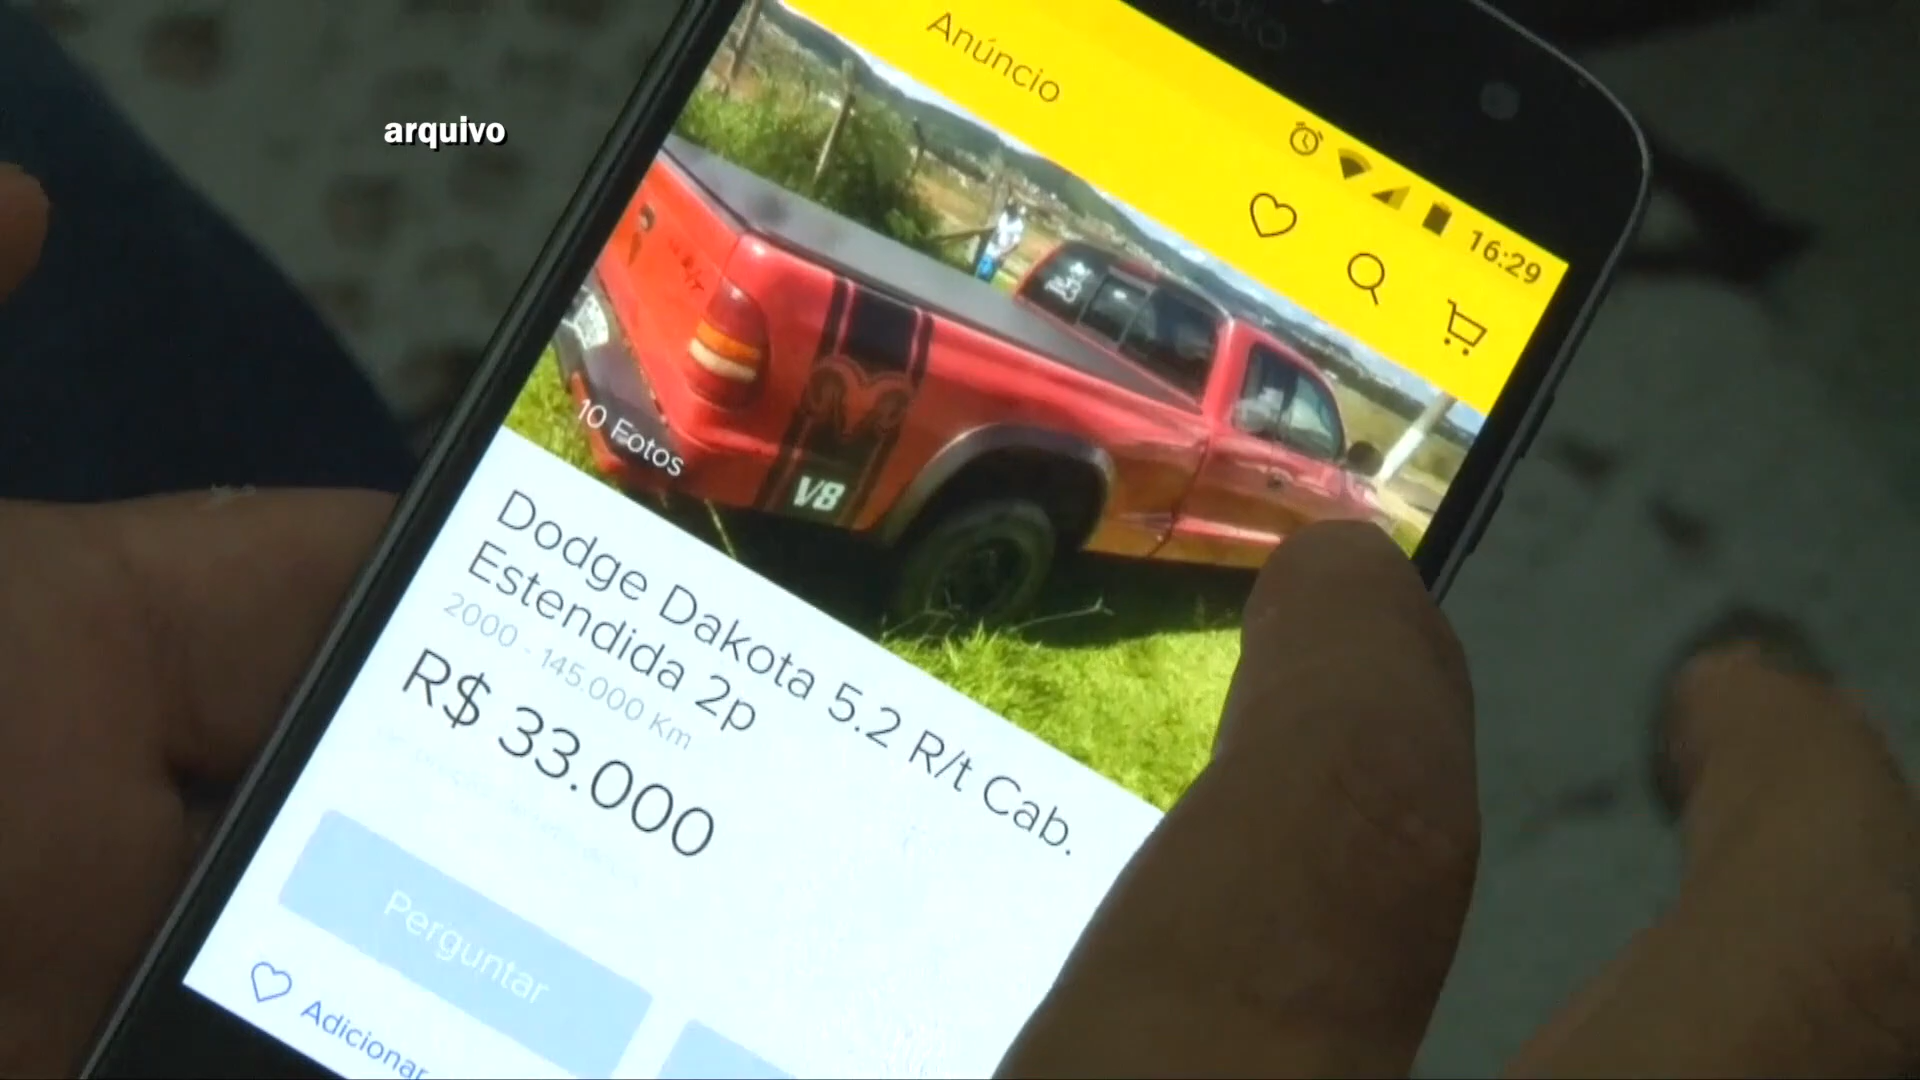 arquivo
16:29
Anúncio
10 Fotos
V8
Dodge Dakota 5.2 R/t Cab.
Estendida 2p
2000 - 145.000 Km
R$ 33.000
Perguntar
Adicionar